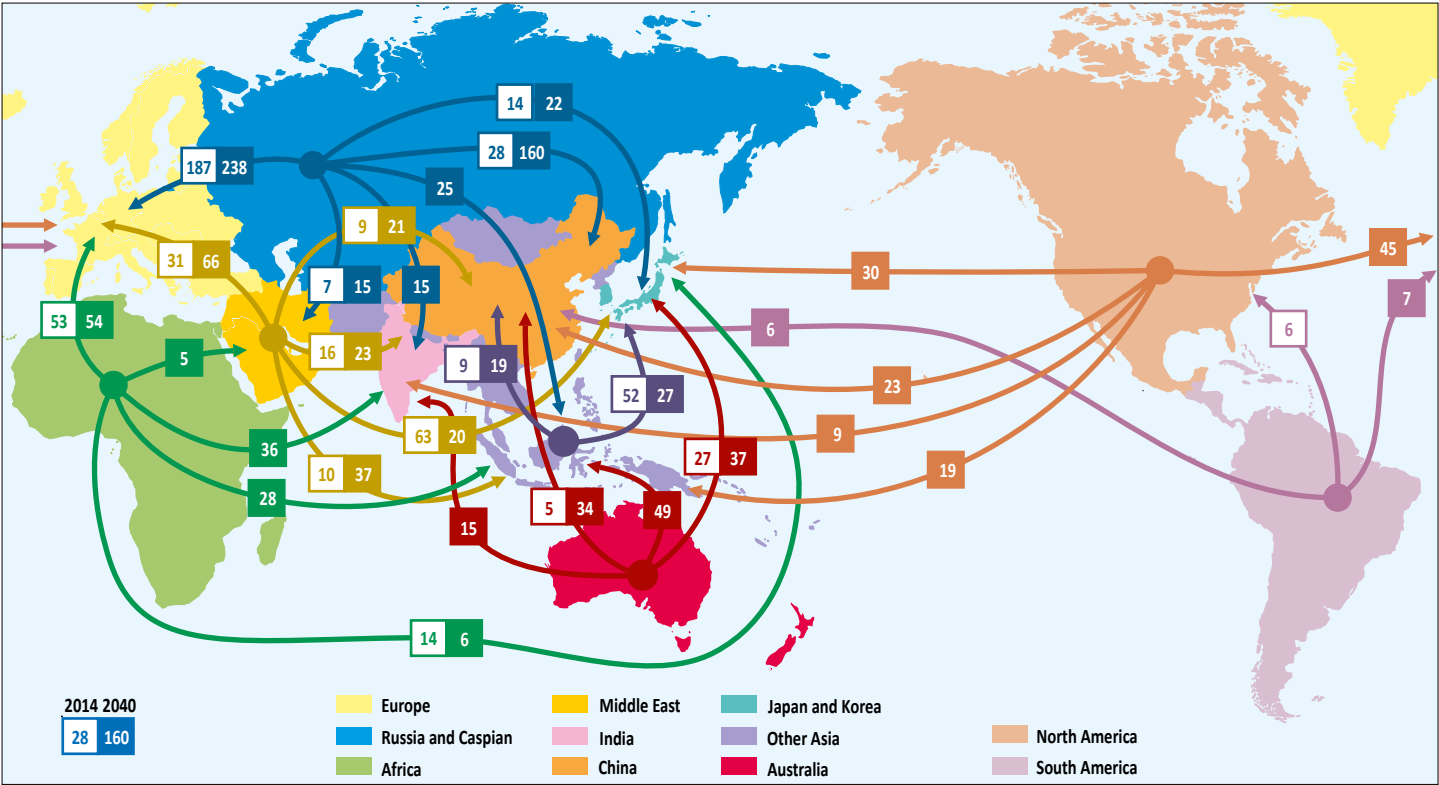 14 22
28 160
187 238
25
9 21
31 66
45
30
7 15
15
7
53 54
6
6
5
16 23
9 19
23
52 27
63 20
9
36
27 37
10 37
19
28
5 34
49
15
14 6
2014 2040
28 160
Europe
Middle East
Japan and Korea
Russia and Caspian
India
Other Asia
North America
Africa
China
Australia
South America